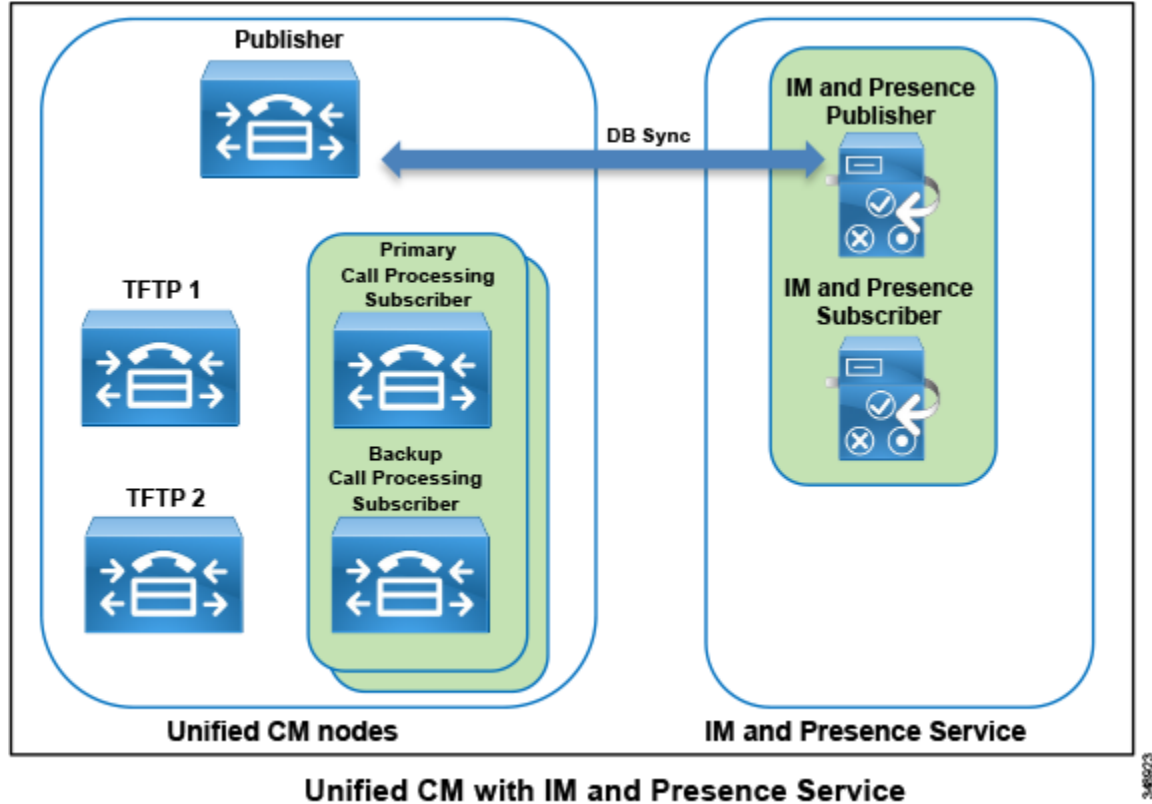 Publisher
DB Sync
IM and Presence
Publisher
Primary
Call Processing
Subscriber
TFTP 1
IM and Presence
Subscriber
Backup
Call Processing
Subscriber
TFTP 2
Unified CM nodes
IM and Presence Service
Unified CM with IM and Presence Service
348923